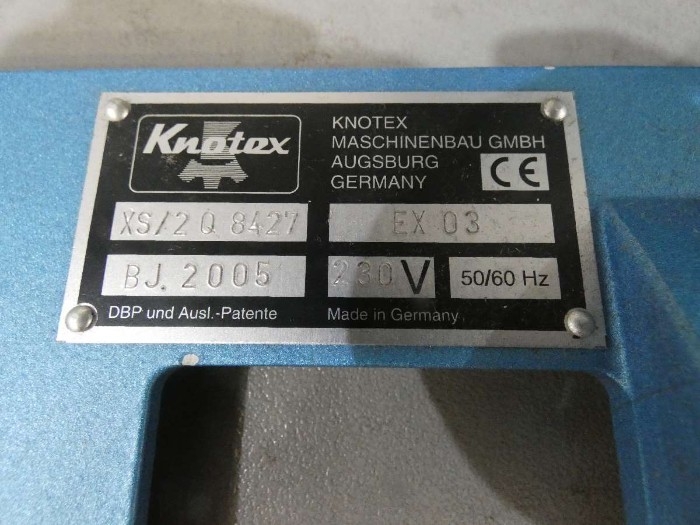 Knotex
KNOTEX
MASCHINENBAU GMBH
AUGSBURG
GERMANY
CE
XS/2 Q 8427
EX 03
BJ. 2005
230 V
50/60 Hz
DBP und Ausl.-Patente
Made in Germany